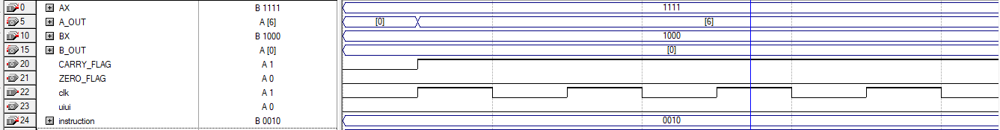 0 AX B 1111 1111
5 A_OUT A [6] [0] [6]
10 BX B 1000 1000
15 B_OUT A [0] [0]
20 CARRY_FLAG A 1
21 ZERO_FLAG A 0
22 clk A 1
23 uiui A 0
24 instruction B 0010 0010